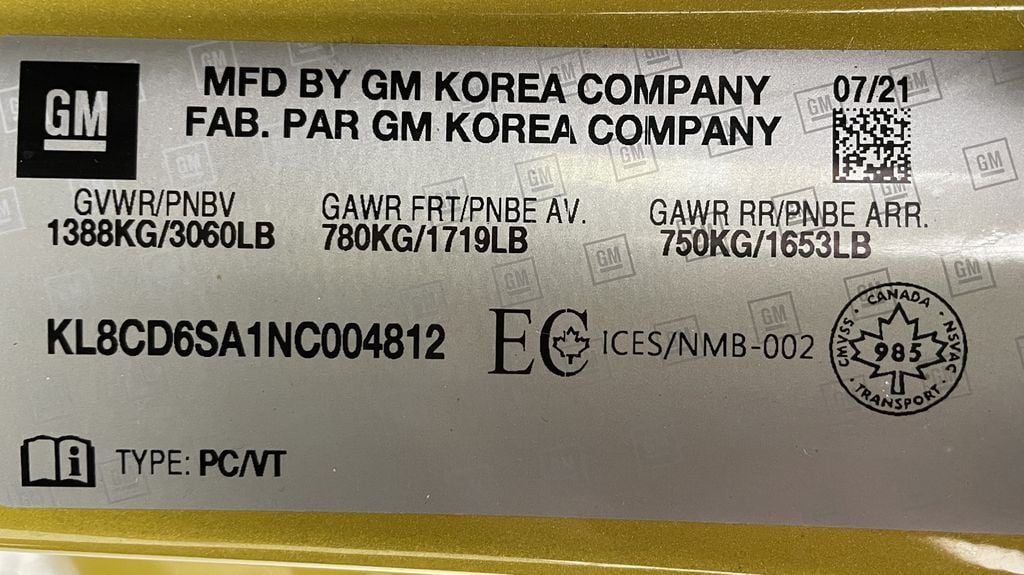 GM
MFD BY GM KOREA COMPANY
07/21
FAB. PAR GM KOREA COMPANY
GVWR/PNBV
GAWR FRT/PNBE AV.
GAWR RR/PNBE ARR.
1388KG/3060LB
780KG/1719LB
750KG/1653LB
KL8CD6SA1NC004812
EC ICES/NMB-002
CANADA
CMVSS
985
NSVAC
TRANSPORT
i
TYPE: PC/VT